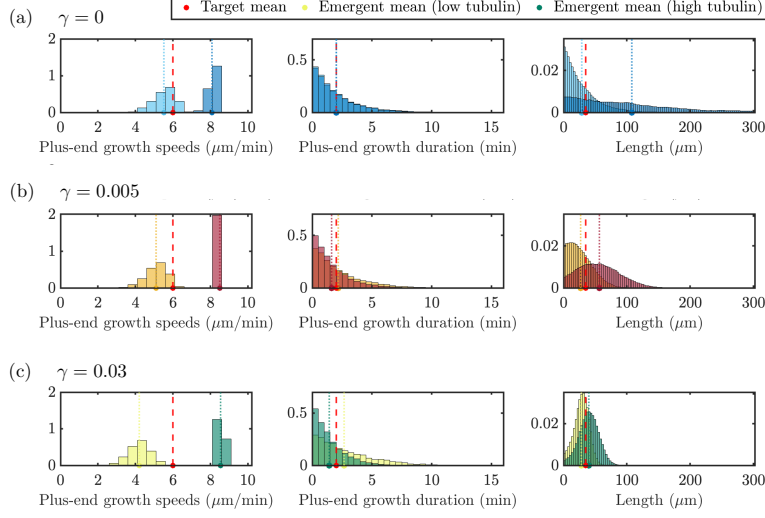 Target mean Emergent mean (low tubulin) Emergent mean (high tubulin)
(a) γ = 0
2 1 0
0 2 4 6 8 10
Plus-end growth speeds (μm/min)
0.5 0
0 5 10 15
Plus-end growth duration (min)
0.02 0
0 100 200 300
Length (μm)
(b) γ = 0.005
2 1 0
0 2 4 6 8 10
Plus-end growth speeds (μm/min)
0.5 0
0 5 10 15
Plus-end growth duration (min)
0.02 0
0 100 200 300
Length (μm)
(c) γ = 0.03
2 1 0
0 2 4 6 8 10
Plus-end growth speeds (μm/min)
0.5 0
0 5 10 15
Plus-end growth duration (min)
0.02 0
0 100 200 300
Length (μm)